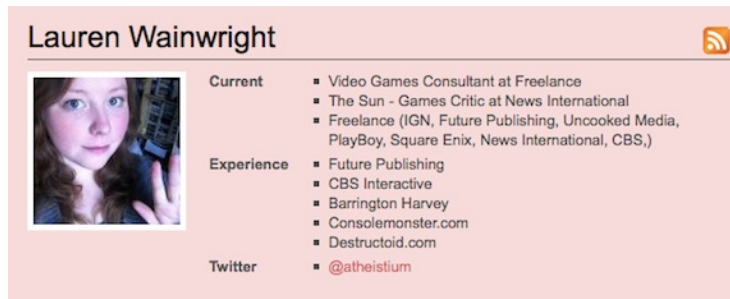 Lauren Wainwright
Current
Video Games Consultant at Freelance
The Sun - Games Critic at News International
Freelance (IGN, Future Publishing, Uncooked Media,
PlayBoy, Square Enix, News International, CBS,)
Experience
Future Publishing
CBS Interactive
Barrington Harvey
Consolemonster.com
Destructoid.com
Twitter
@atheistium